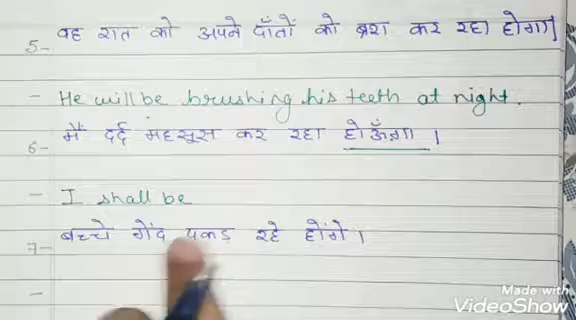 5- वह रात को अपने दाँतों को ब्रश कर रहा होगा|
- He will be brushing his teeth at night.
6- मैं दर्द महसूस कर रहा होऊँगा ।
- I shall be
7- बच्चे गेंद पकड़ रहे होंगे ।
-
Made with
VideoShow